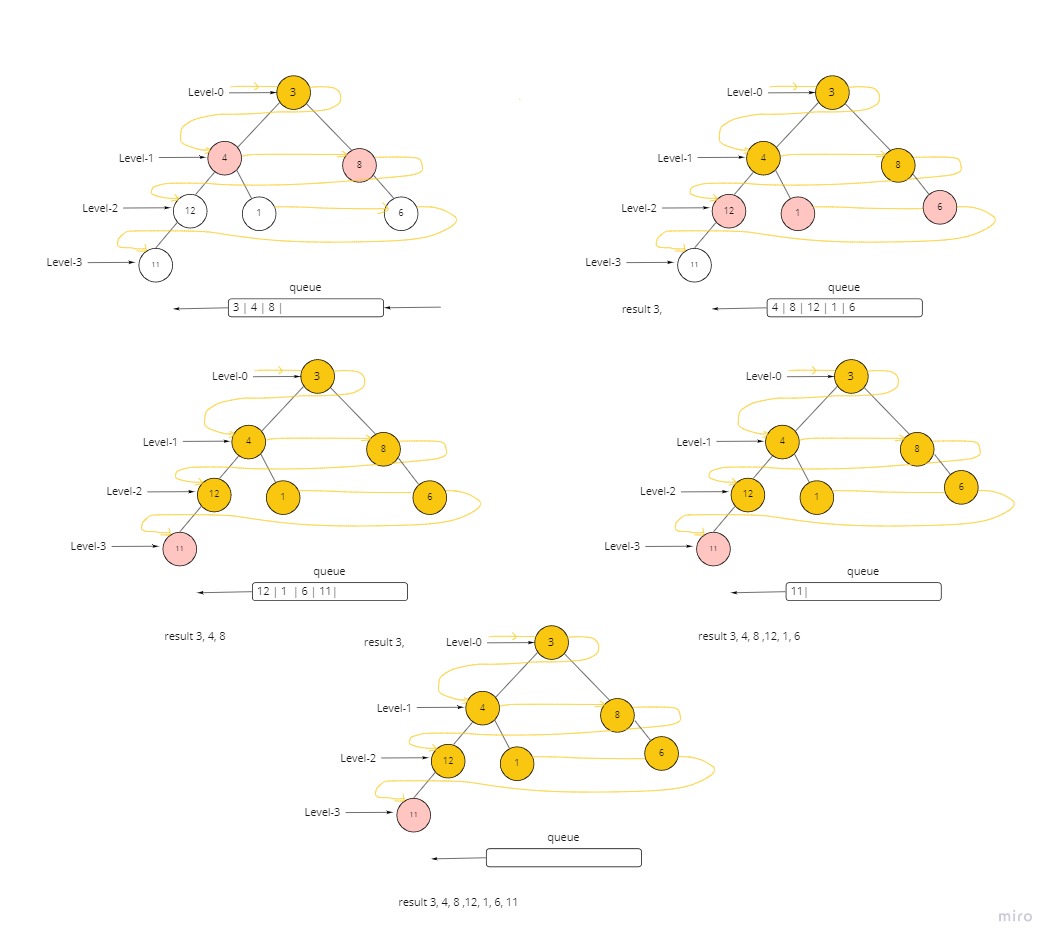 Level-0 3
Level-1 4 8
Level-2 12 1 6
Level-3 11
queue
3 | 4 | 8 |
Level-0 3
Level-1 4 8
Level-2 12 1 6
Level-3 11
queue
result 3,
4 | 8 | 12 | 1 | 6
Level-0 3
Level-1 4 8
Level-2 12 1 6
Level-3 11
queue
12 | 1 | 6 | 11|
result 3, 4, 8
Level-0 3
Level-1 4 8
Level-2 12 1 6
Level-3 11
queue
11|
result 3, 4, 8 ,12, 1, 6
result 3,
Level-0 3
Level-1 4 8
Level-2 12 1 6
Level-3 11
queue
result 3, 4, 8 ,12, 1, 6, 11
miro